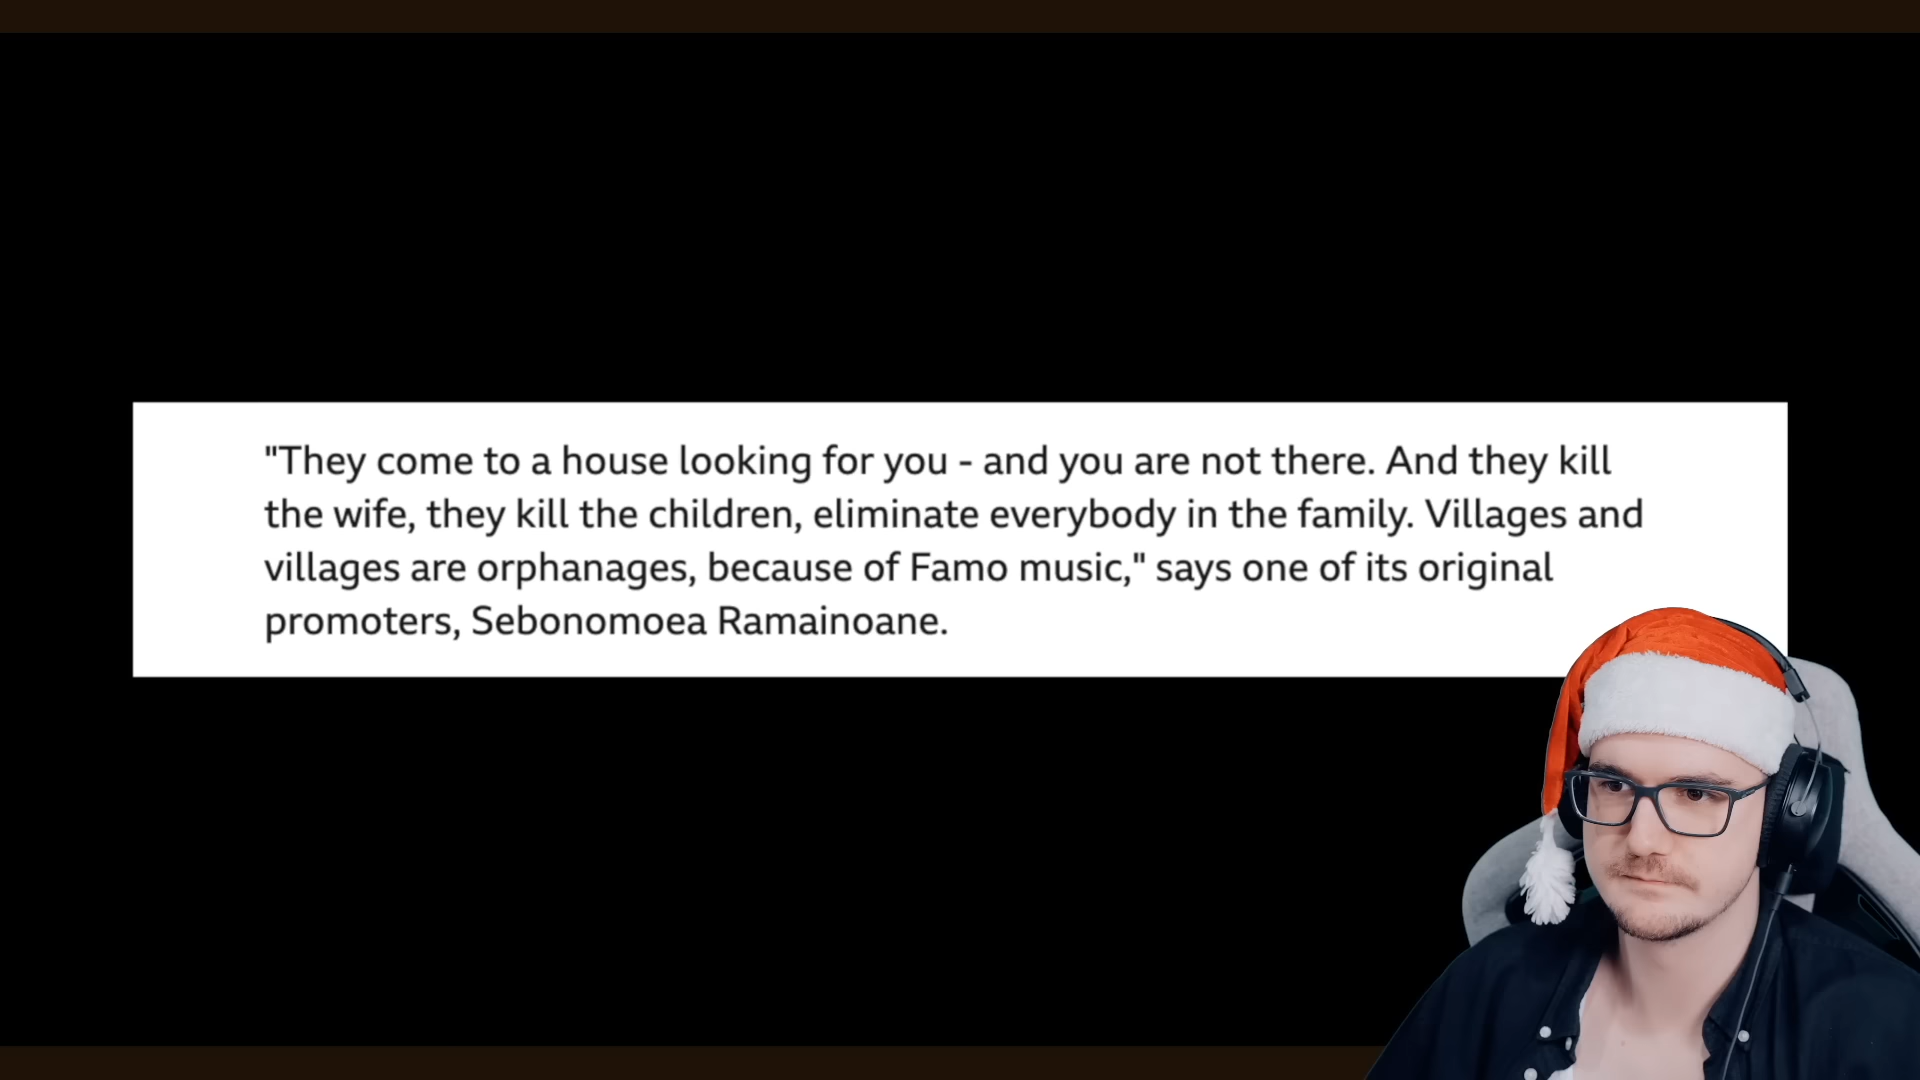 "They come to a house looking for you - and you are not there. And they kill
the wife, they kill the children, eliminate everybody in the family. Villages and
villages are orphanages, because of Famo music," says one of its original
promoters, Sebonomoea Ramainoane.